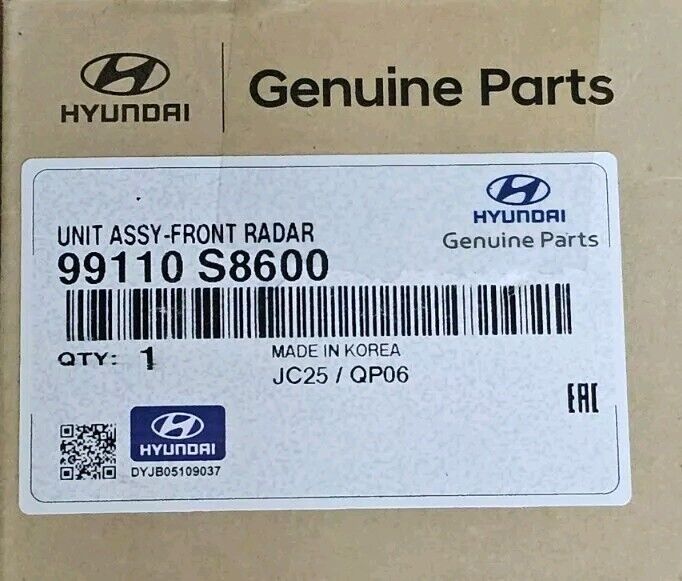 HYUNDAI
Genuine Parts
HYUNDAI
Genuine Parts
UNIT ASSY-FRONT RADAR
99110 S8600
QTY: 1
MADE IN KOREA
JC25 / QP06
EAC
HYUNDAI
DYJB05109037